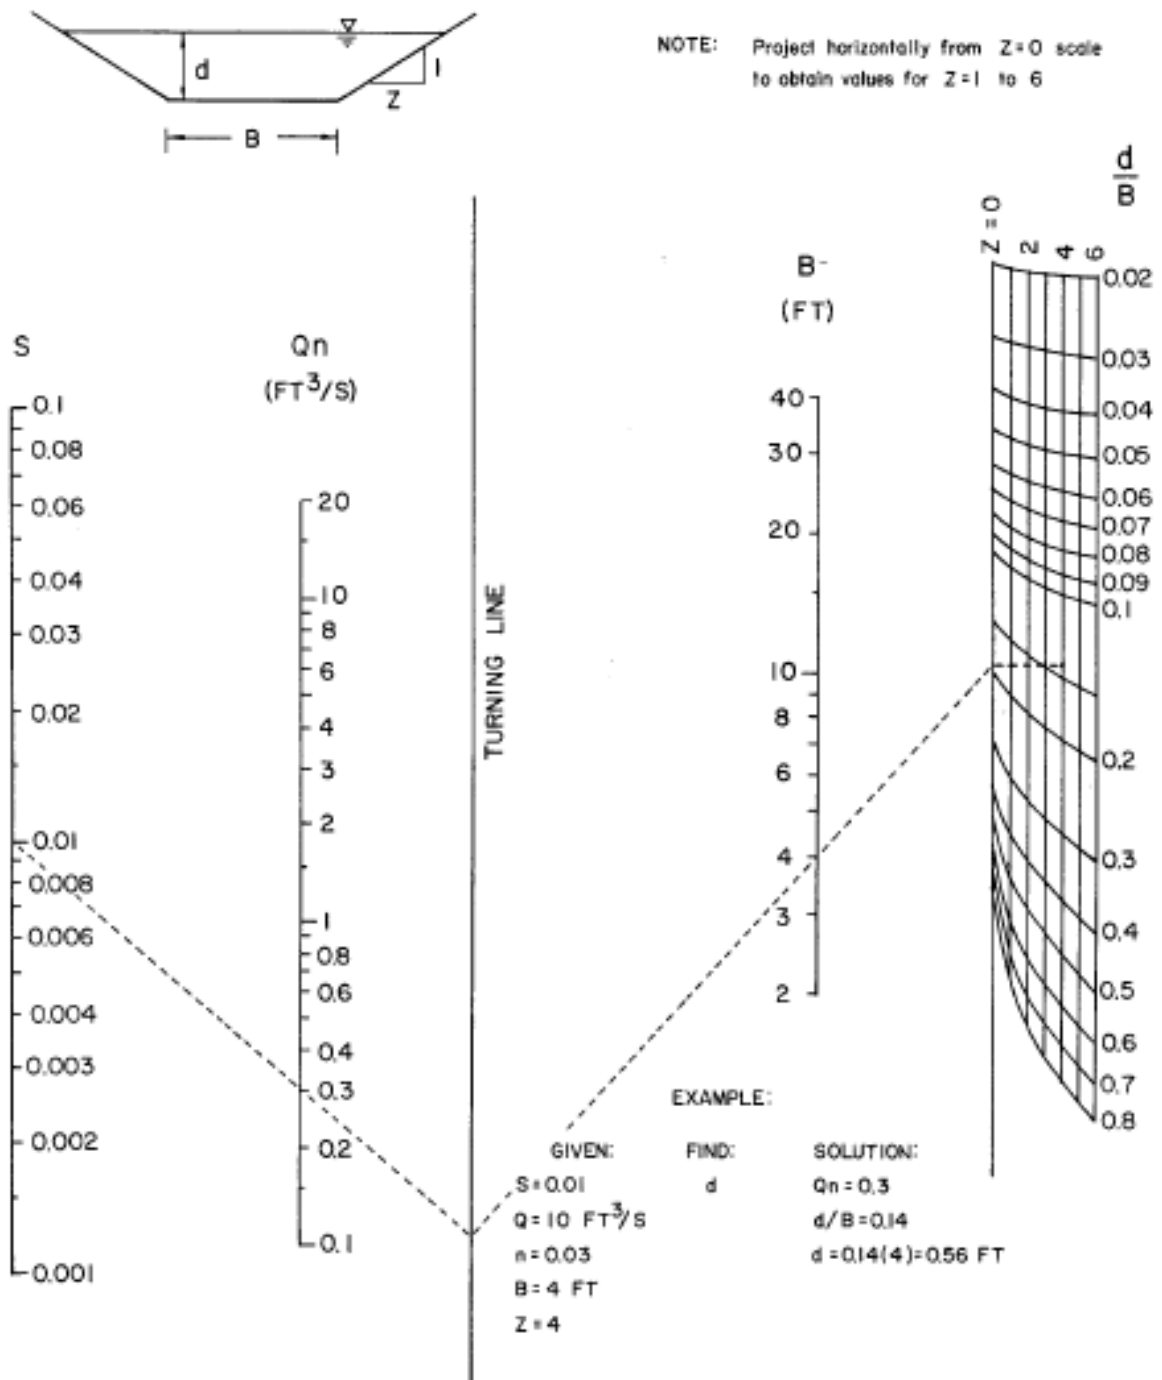 NOTE: Project horizontally from Z=0 scale
to obtain values for Z=1 to 6
d
1
Z
B
d
B
Z=0
2
4
6
0.02
0.03
0.04
0.05
0.06
0.07
0.08
0.09
0.1
0.2
0.3
0.4
0.5
0.6
0.7
0.8
B
(FT)
40
30
20
10
8
6
4
3
2
TURNING LINE
Qn
(FT³/S)
20
10
8
6
4
3
2
1
0.8
0.6
0.4
0.3
0.2
0.1
S
0.1
0.08
0.06
0.04
0.03
0.02
0.01
0.008
0.006
0.004
0.003
0.002
0.001
EXAMPLE:
GIVEN: FIND: SOLUTION:
S=0.01 d Qn=0.3
Q=10 FT³/S d/B=0.14
n=0.03 d=0.14(4)=0.56 FT
B=4 FT
Z=4